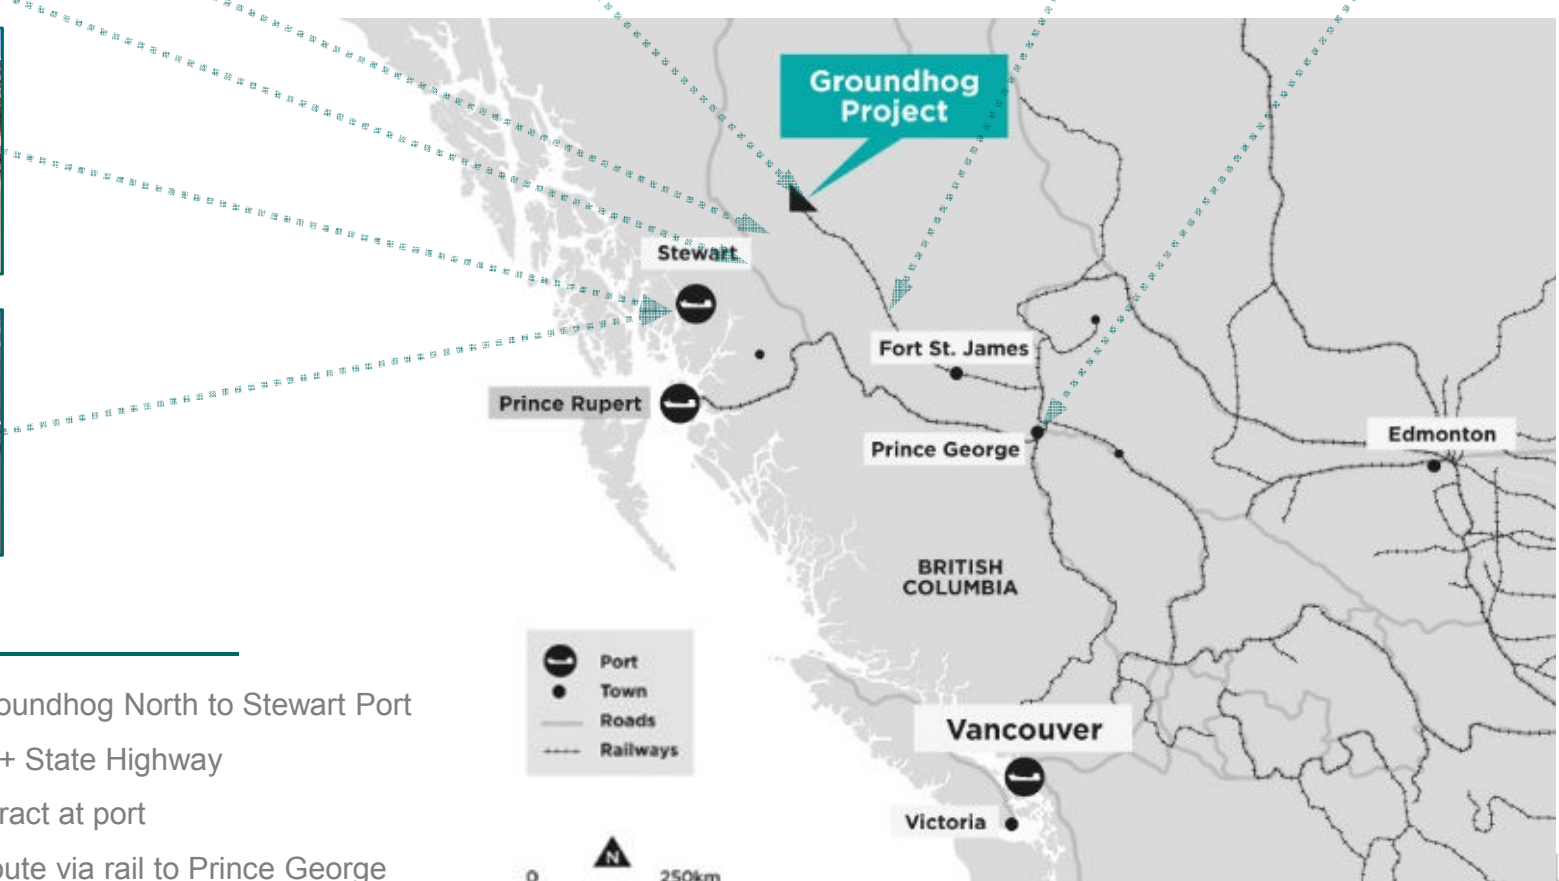 Groundhog
Project
Stewart
Fort St. James
Prince Rupert
Prince George
Edmonton
BRITISH
COLUMBIA
Port
Town
Roads
Railways
Vancouver
Victoria
N
0 250km
oundhog North to Stewart Port
+ State Highway
ract at port
oute via rail to Prince George